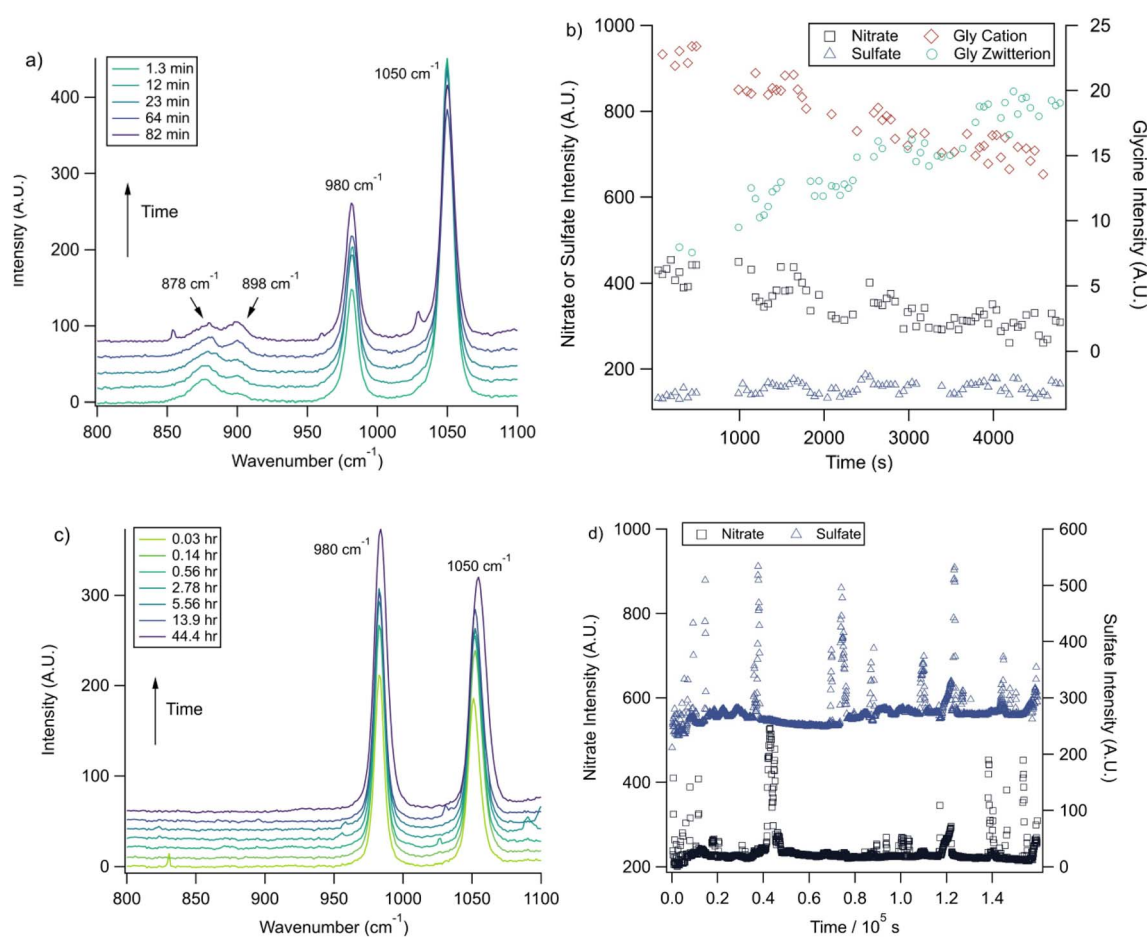 a)
1.3 min
12 min
23 min
64 min
82 min
1050 cm⁻¹
980 cm⁻¹
Time
878 cm⁻¹
898 cm⁻¹
400
300
200
100
0
Intensity (A.U.)
800 850 900 950 1000 1050 1100
Wavenumber (cm⁻¹)
b)
Nitrate Gly Cation
Sulfate Gly Zwitterion
1000
800
600
400
200
Nitrate or Sulfate Intensity (A.U.)
25
20
15
10
5
0
Glycine Intensity (A.U.)
1000 2000 3000 4000
Time (s)
c)
0.03 hr
0.14 hr
0.56 hr
2.78 hr
5.56 hr
13.9 hr
44.4 hr
980 cm⁻¹
1050 cm⁻¹
Time
300
200
100
0
Intensity (A.U.)
800 850 900 950 1000 1050
Wavenumber (cm⁻¹)
d)
Nitrate Sulfate
1000
900
800
700
600
500
400
300
200
Nitrate Intensity (A.U.)
600
500
400
300
200
100
0
Sulfate Intensity (A.U.)
0.0 0.2 0.4 0.6 0.8 1.0 1.2 1.4
Time / 10⁵ s